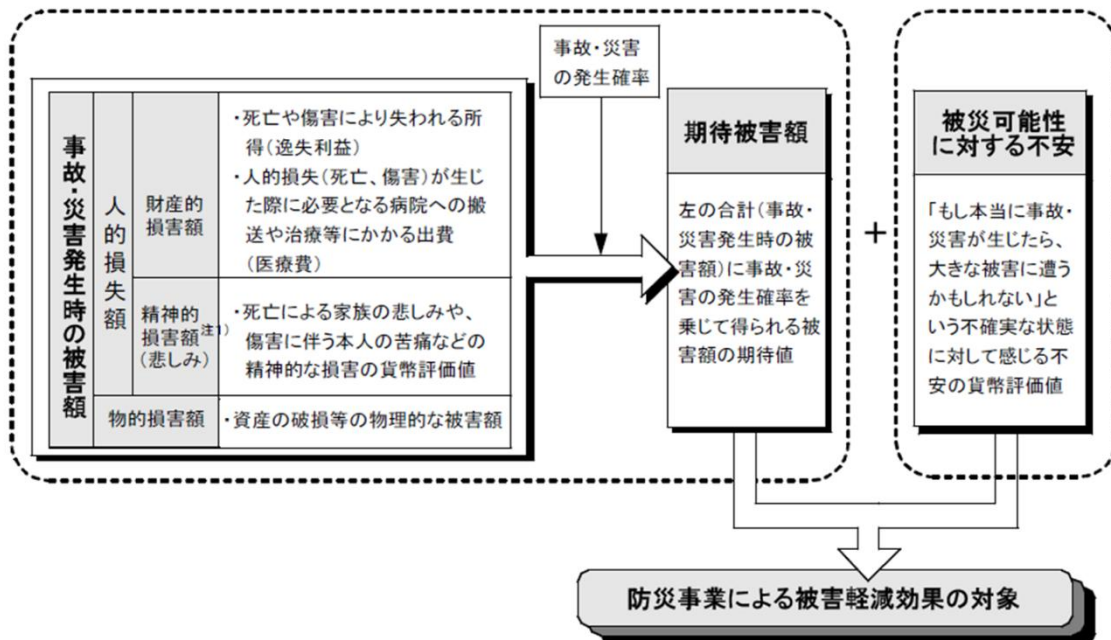 事故・災害
の発生確率
事故・災害発生時の被害額
人的損失額
財産的
損害額
・死亡や傷害により失われる所
得(逸失利益)
・人的損失(死亡、傷害)が生じ
た際に必要となる病院への搬
送や治療等にかかる出費
(医療費)
精神的
損害額注1)
(悲しみ)
・死亡による家族の悲しみや、
傷害に伴う本人の苦痛などの
精神的な損害の貨幣評価値
物的損害額
・資産の破損等の物理的な被害額
期待被害額
左の合計(事故・
災害発生時の被
害額)に事故・災
害の発生確率を
乗じて得られる被
害額の期待値
+
被災可能性
に対する不安
「もし本当に事故・
災害が生じたら、
大きな被害に遭う
かもしれない」と
いう不確実な状態
に対して感じる不
安の貨幣評価値
防災事業による被害軽減効果の対象